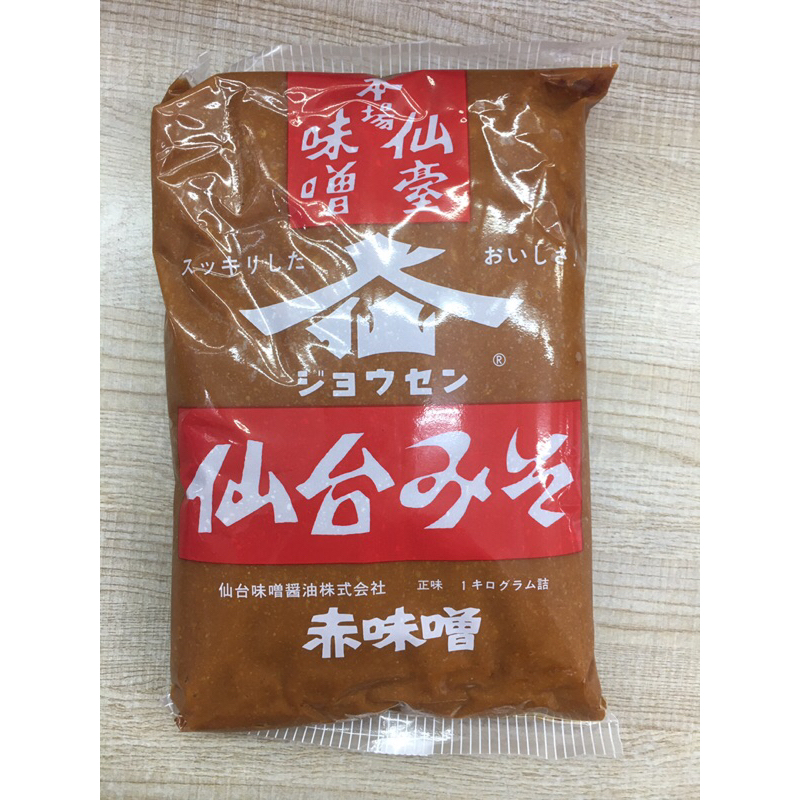 本場
仙臺
味噌
スッキリした
おいしさ!
仙
®
ジョウセン
仙台みそ
仙台味噌醤油株式会社
正味 1キログラム詰
赤味噌